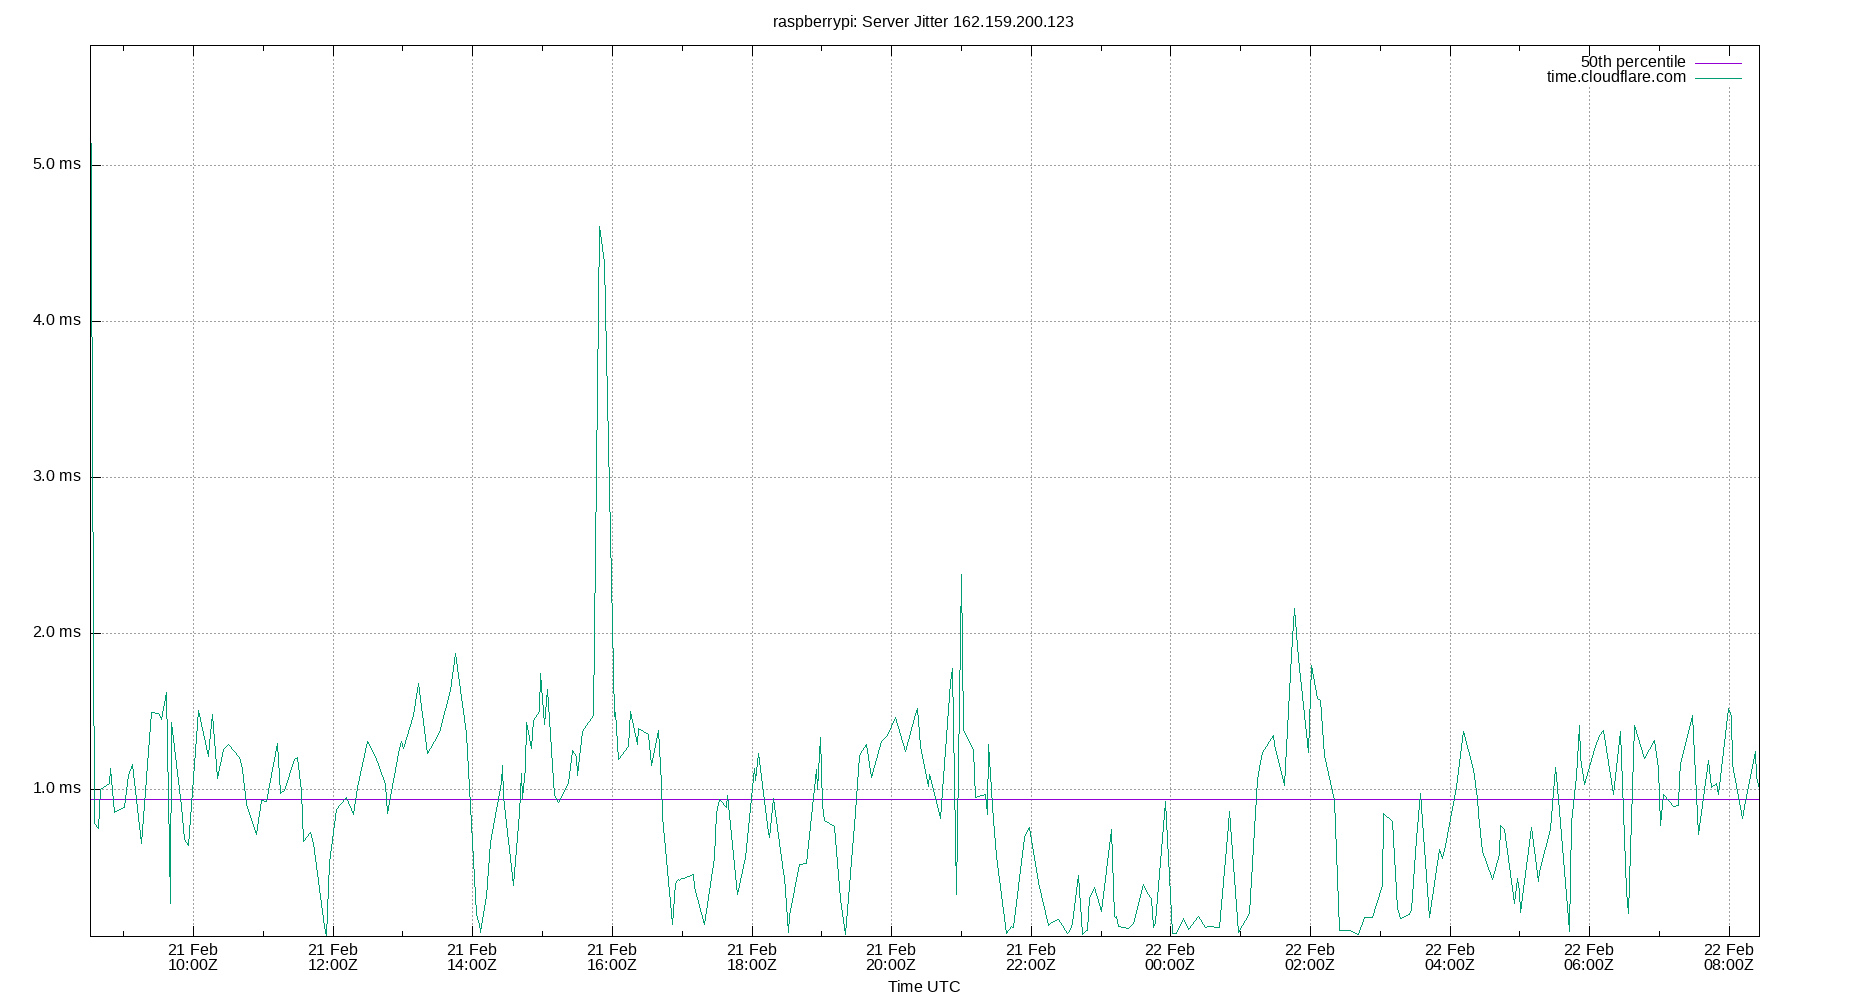 raspberrypi: Server Jitter 162.159.200.123
50th percentile
time.cloudflare.com
5.0 ms
4.0 ms
3.0 ms
2.0 ms
1.0 ms
21 Feb 21 Feb 21 Feb 21 Feb 21 Feb 21 Feb 21 Feb 22 Feb 22 Feb 22 Feb 22 Feb 22 Feb
10:00Z 12:00Z 14:00Z 16:00Z 18:00Z 20:00Z 22:00Z 00:00Z 02:00Z 04:00Z 06:00Z 08:00Z
Time UTC